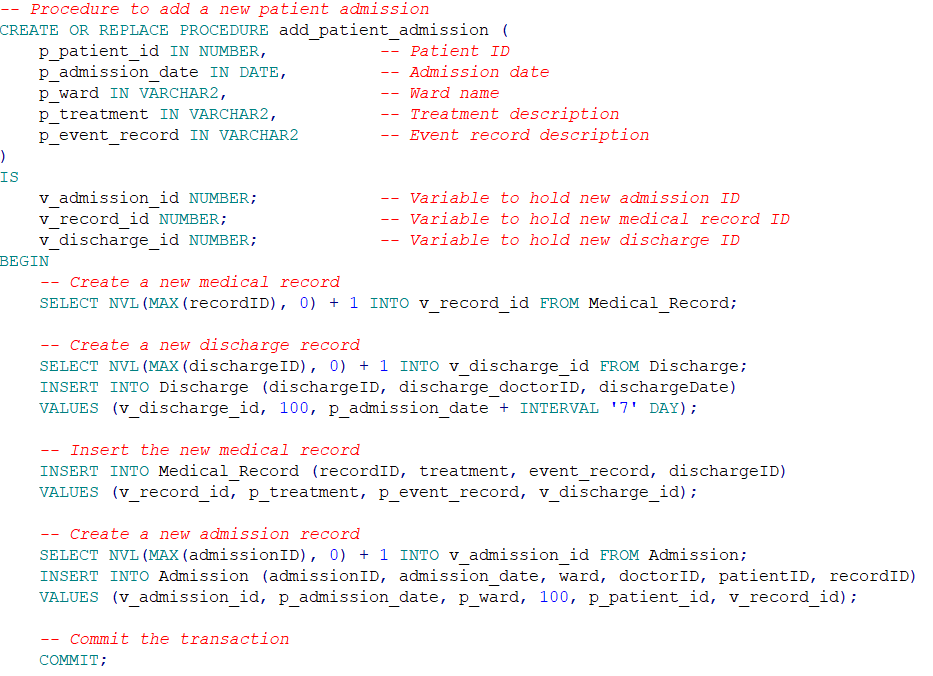 -- Procedure to add a new patient admission
CREATE OR REPLACE PROCEDURE add_patient_admission (
    p_patient_id IN NUMBER,           -- Patient ID
    p_admission_date IN DATE,         -- Admission date
    p_ward IN VARCHAR2,               -- Ward name
    p_treatment IN VARCHAR2,          -- Treatment description
    p_event_record IN VARCHAR2        -- Event record description
)
IS
    v_admission_id NUMBER;            -- Variable to hold new admission ID
    v_record_id NUMBER;               -- Variable to hold new medical record ID
    v_discharge_id NUMBER;            -- Variable to hold new discharge ID
BEGIN
    -- Create a new medical record
    SELECT NVL(MAX(recordID), 0) + 1 INTO v_record_id FROM Medical_Record;

    -- Create a new discharge record
    SELECT NVL(MAX(dischargeID), 0) + 1 INTO v_discharge_id FROM Discharge;
    INSERT INTO Discharge (dischargeID, discharge_doctorID, dischargeDate)
    VALUES (v_discharge_id, 100, p_admission_date + INTERVAL '7' DAY);

    -- Insert the new medical record
    INSERT INTO Medical_Record (recordID, treatment, event_record, dischargeID)
    VALUES (v_record_id, p_treatment, p_event_record, v_discharge_id);

    -- Create a new admission record
    SELECT NVL(MAX(admissionID), 0) + 1 INTO v_admission_id FROM Admission;
    INSERT INTO Admission (admissionID, admission_date, ward, doctorID, patientID, recordID)
    VALUES (v_admission_id, p_admission_date, p_ward, 100, p_patient_id, v_record_id);

    -- Commit the transaction
    COMMIT;